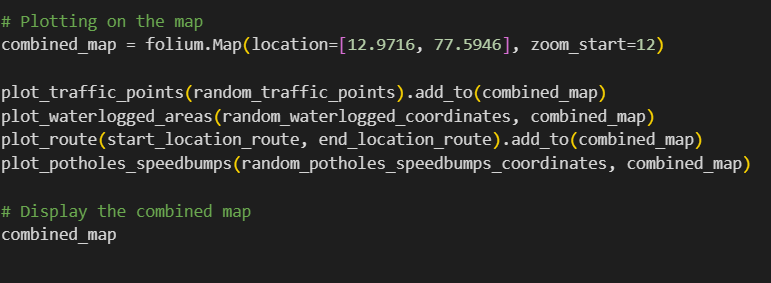 # Plotting on the map
combined_map = folium.Map(location=[12.9716, 77.5946], zoom_start=12)
plot_traffic_points(random_traffic_points).add_to(combined_map)
plot_waterlogged_areas(random_waterlogged_coordinates, combined_map)
plot_route(start_location_route, end_location_route).add_to(combined_map)
plot_potholes_speedbumps(random_potholes_speedbumps_coordinates, combined_map)
# Display the combined map
combined_map